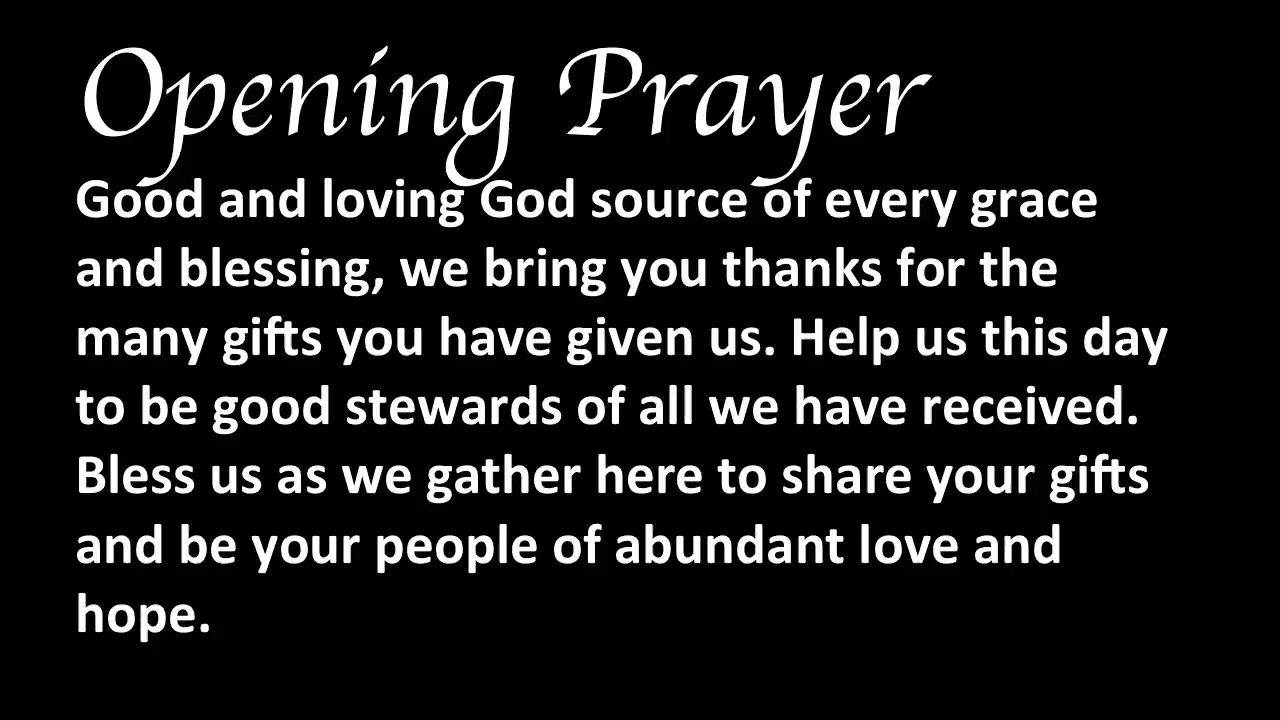 Opening Prayer
Good and loving God source of every grace
and blessing, we bring you thanks for the
many gifts you have given us. Help us this day
to be good stewards of all we have received.
Bless us as we gather here to share your gifts
and be your people of abundant love and
hope.